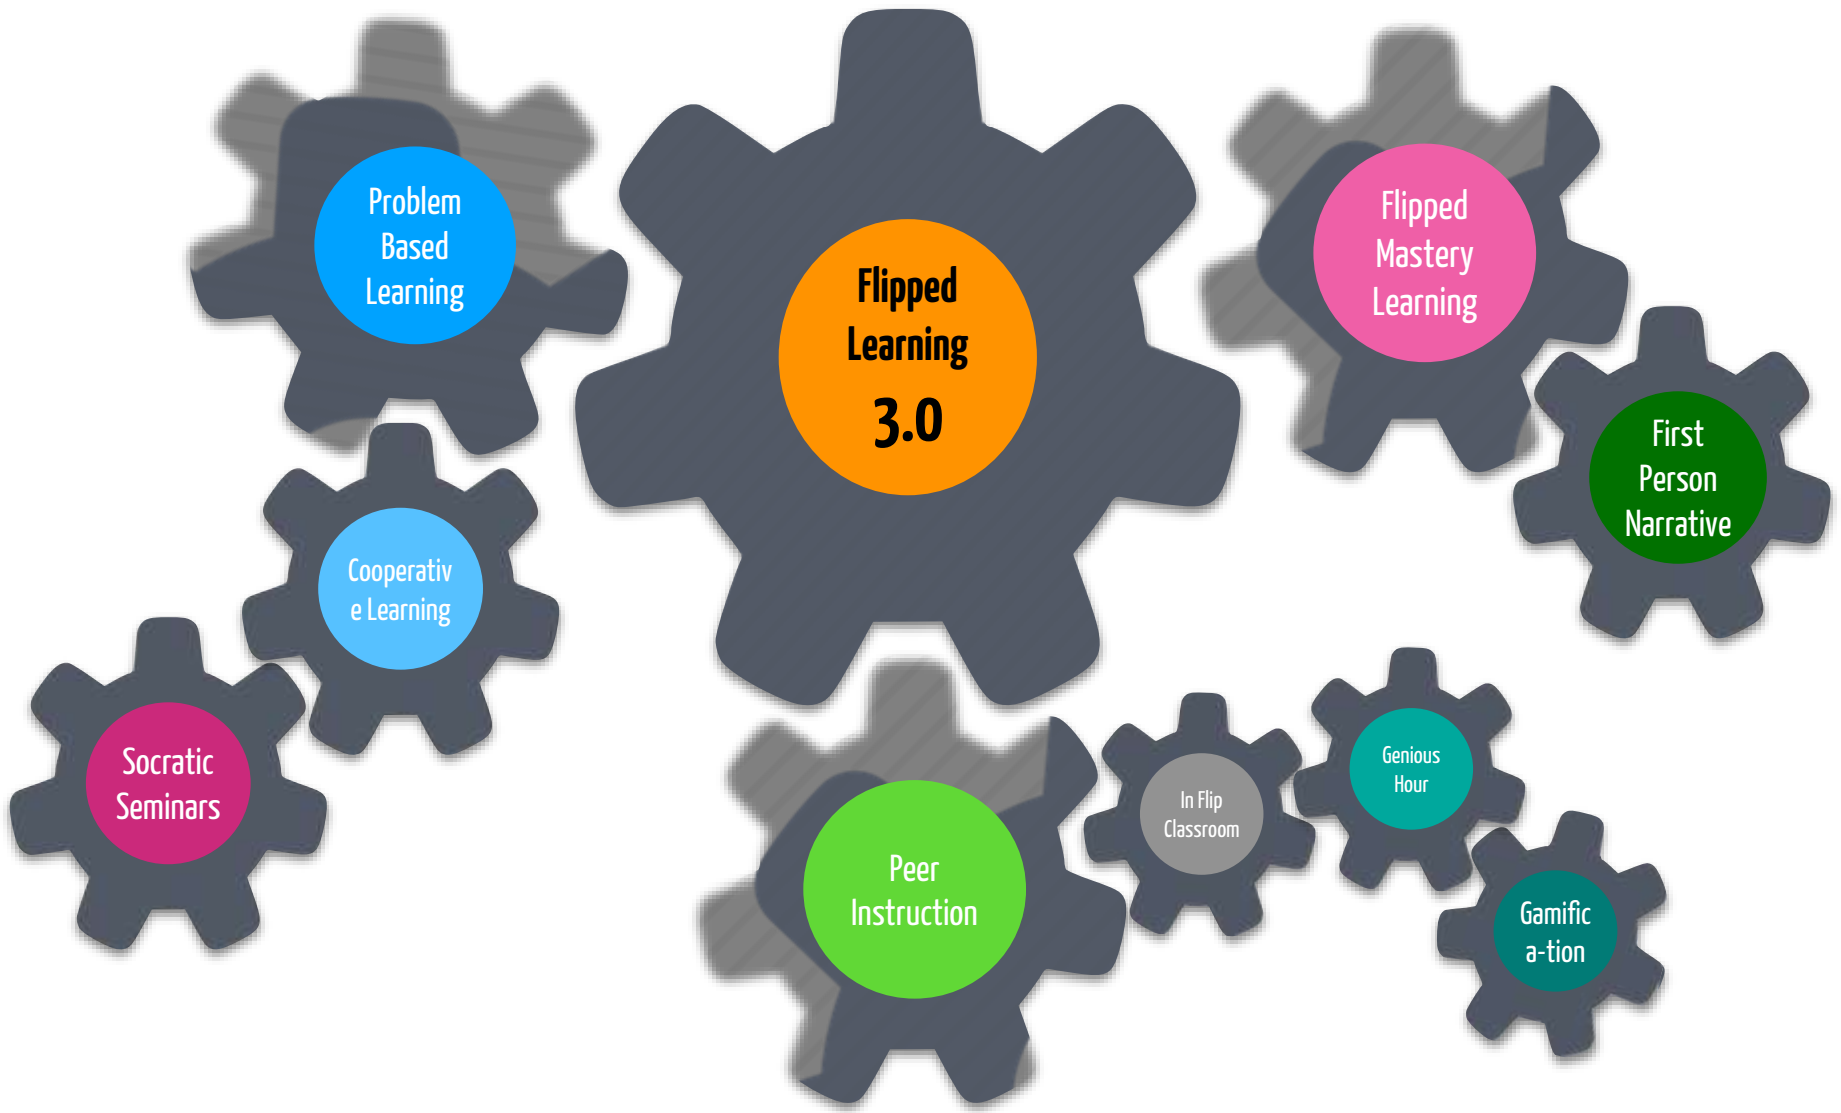 Problem
Based
Learning
Flipped
Learning
3.0
Flipped
Mastery
Learning
First
Person
Narrative
Cooperativ
e Learning
Socratic
Seminars
Peer
Instruction
In Flip
Classroom
Genious
Hour
Gamific
a-tion